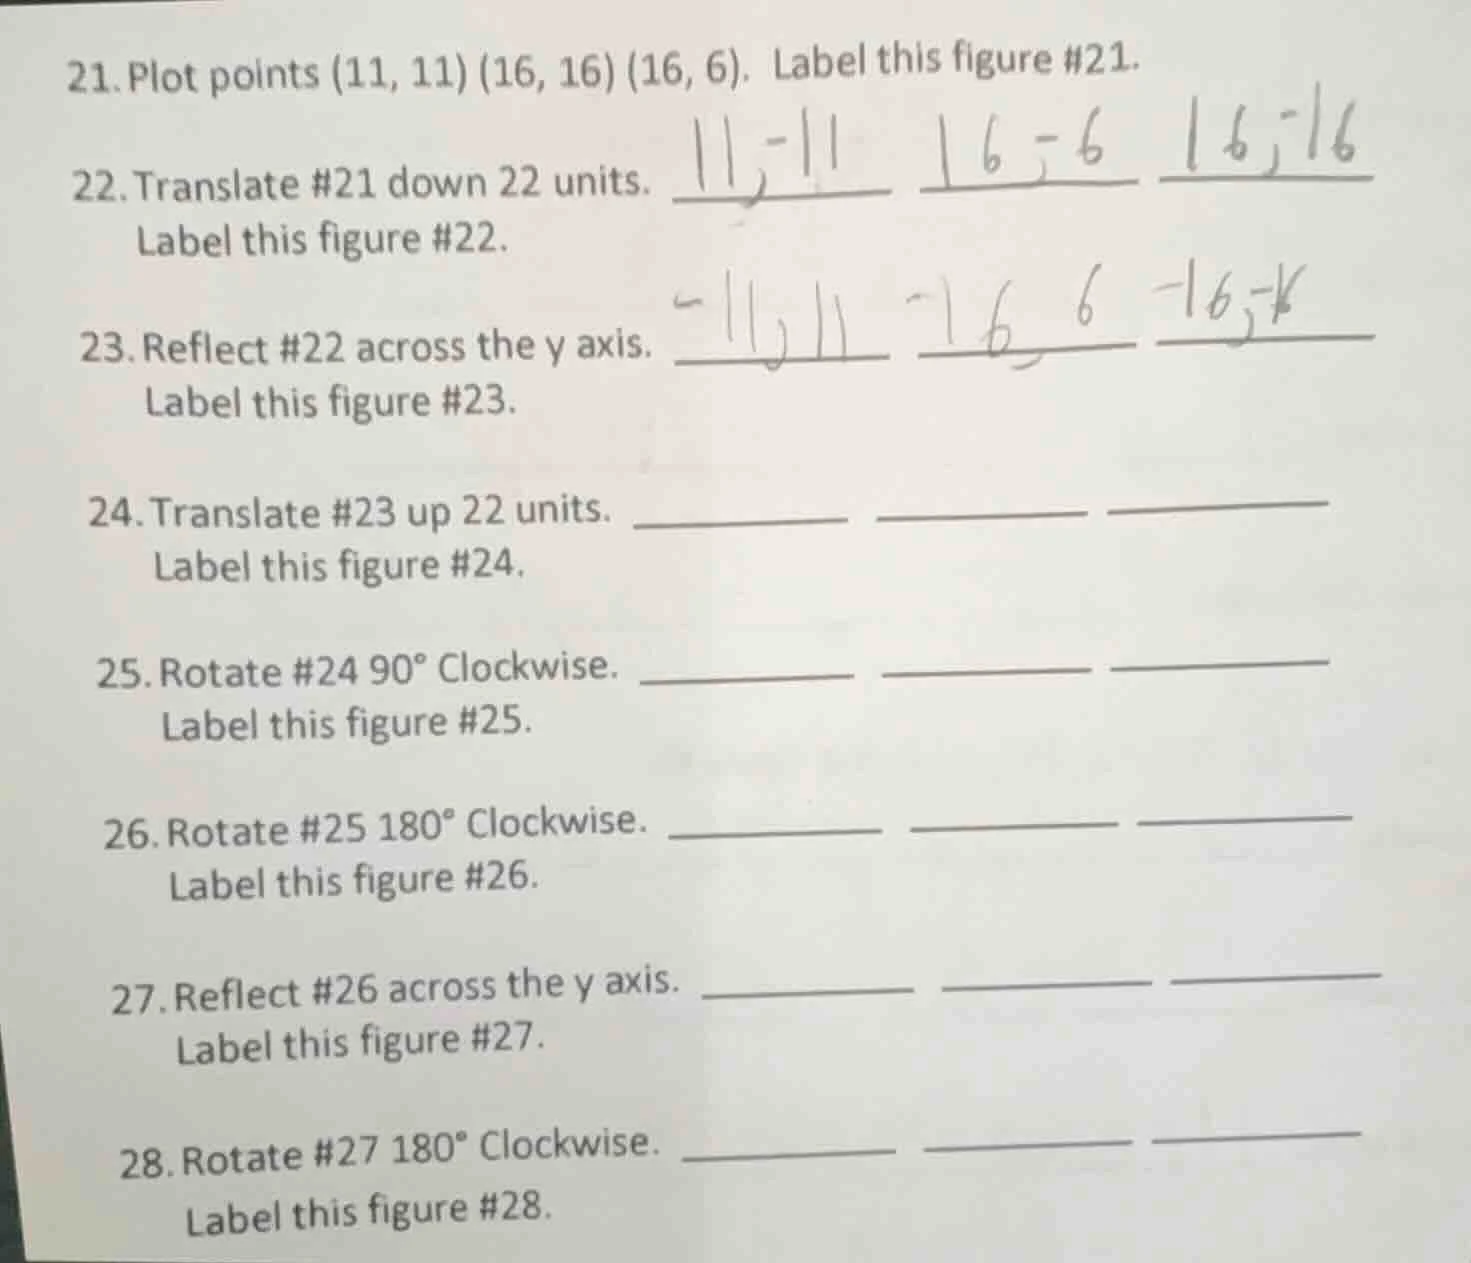 21. Plot points (11, 11) (16, 16) (16, 6). Label this figure #21.
22. Translate #21 down 22 units. 11,-11 16,-6 16,-16
Label this figure #22.
23. Reflect #22 across the y axis. -11,11 -16, 6 -16,-
Label this figure #23.
24. Translate #23 up 22 units.
Label this figure #24.
25. Rotate #24 90° Clockwise.
Label this figure #25.
26. Rotate #25 180° Clockwise.
Label this figure #26.
27. Reflect #26 across the y axis.
Label this figure #27.
28. Rotate #27 180° Clockwise.
Label this figure #28.